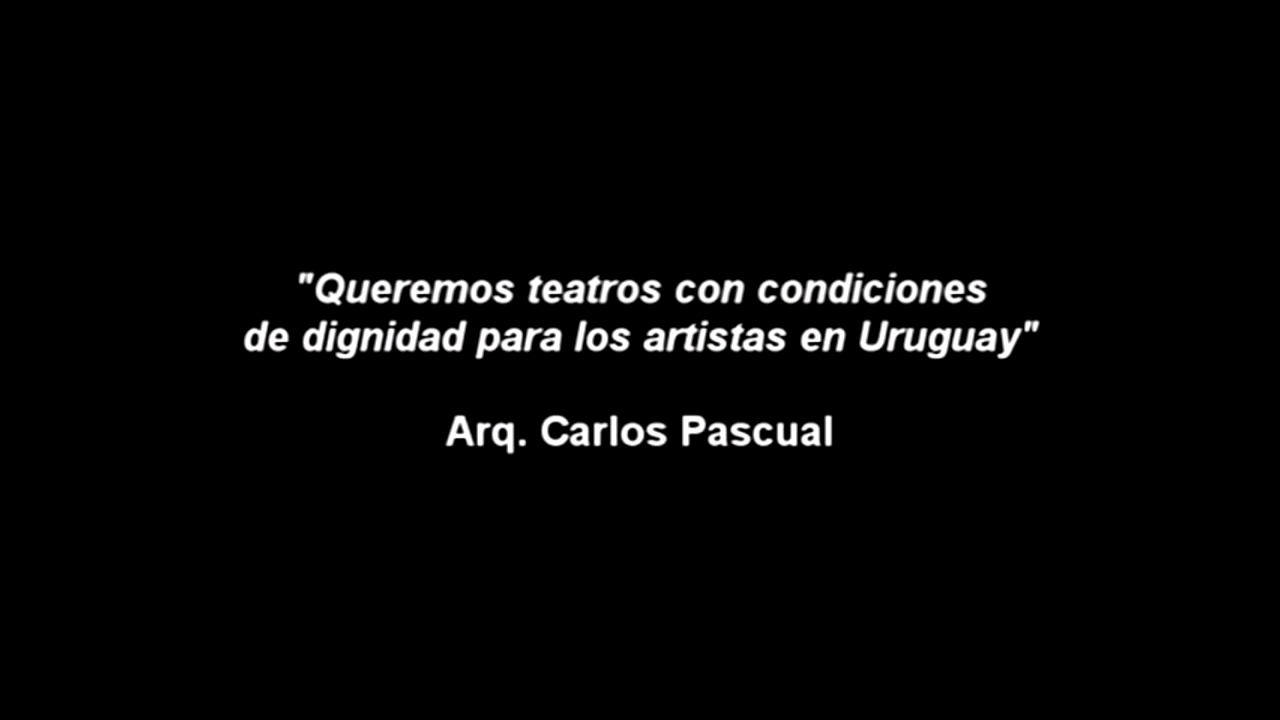 "Queremos teatros con condiciones
de dignidad para los artistas en Uruguay"
Arq. Carlos Pascual